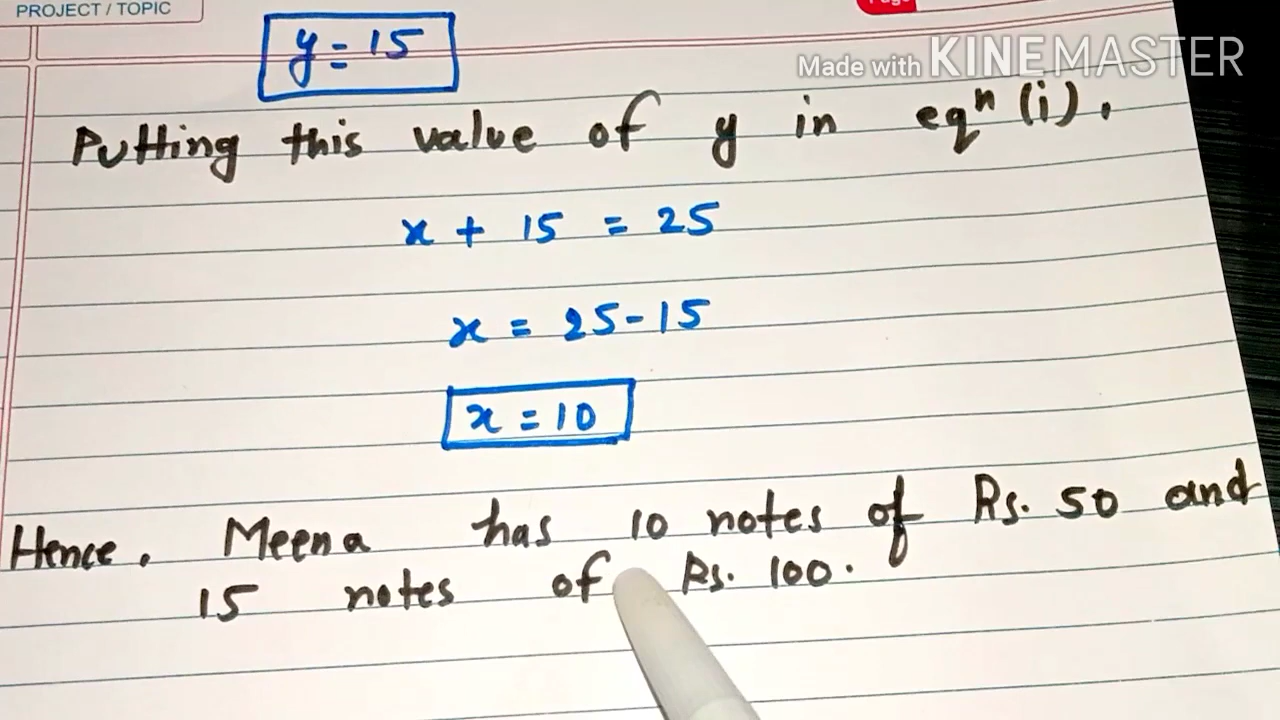 PROJECT / TOPIC
Made with KINEMASTER
y = 15
Putting this value of y in eqⁿ (i).
x + 15 = 25
x = 25-15
x = 10
Hence. Meena has 10 notes of Rs. 50 and
15 notes of Rs. 100.